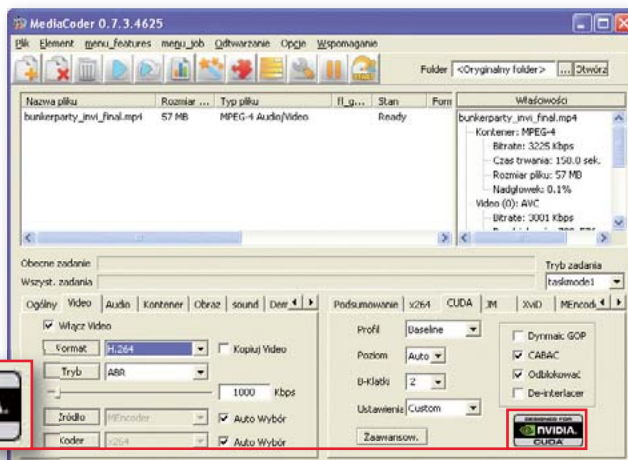 MediaCoder 0.7.3.4625
Plik Element menu_features menu_job Odtwarzanie Opcje Wspomaganie
Folder <Oryginalny folder> ... Otwórz
Nazwa pliku Rozmiar ... Typ pliku fl_g... Stan Form
bunkerparty_invi_final.mp4 57 MB MPEG-4 Audio/Video Ready
Właściwości
bunkerparty_invi_final.mp4
Kontener: MPEG-4
Bitrate: 3225 Kbps
Czas trwania: 150.0 sek.
Rozmiar pliku: 57 MB
Nadgłowek: 0.1%
Video (0): AVC
Bitrate: 3001 Kbps
Obecne zadanie
Wszyst. zadania
Tryb zadania
taskmode1
Ogólny Video Audio Kontener Obraz sound
Włącz Video
Format H.264 Kopiuj Video
Tryb ABR
1000 Kbps
Źródło MEncoder Auto Wybór
Koder x264 Auto Wybór
Podsumowanie x264 CUDA JM XviD MEncod
Profil Baseline
Poziom Auto
B-Klatki 2
Ustawienia Custom
Zaawansow.
Dynmaic GOP
CABAC
Odblokować
De-interlacer
DESIGNED FOR
NVIDIA.
CUDA